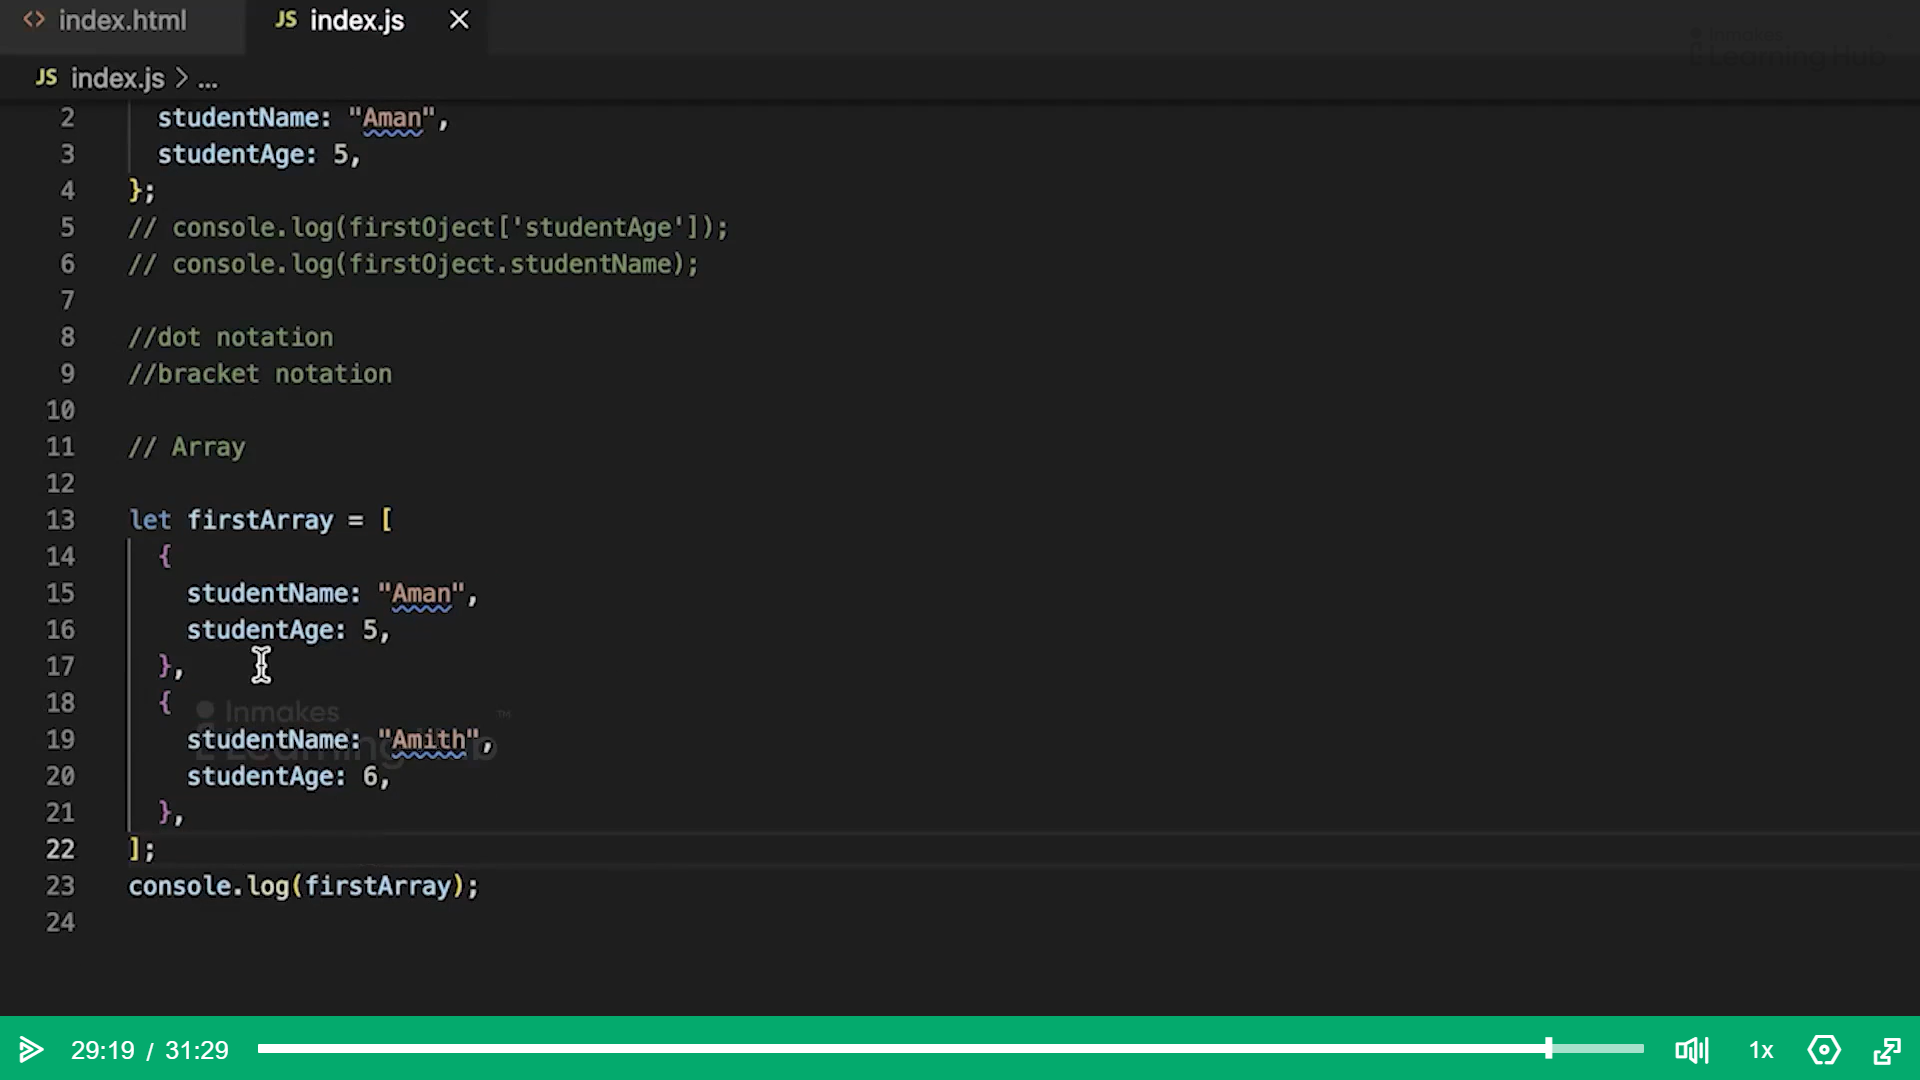 <> index.html
JS index.js ×
Inmakes
Learning Hub
JS index.js > ...
2 studentName: "Aman",
3 studentAge: 5,
4 };
5 // console.log(firstOject['studentAge']);
6 // console.log(firstOject.studentName);
7
8 //dot notation
9 //bracket notation
10
11 // Array
12
13 let firstArray = [
14 {
15 studentName: "Aman",
16 studentAge: 5,
17 },
18 {
Inmakes ™
19 studentName: "Amith",
Learning Hub
20 studentAge: 6,
21 },
22 ];
23 console.log(firstArray);
24
29:19 / 31:29
1x